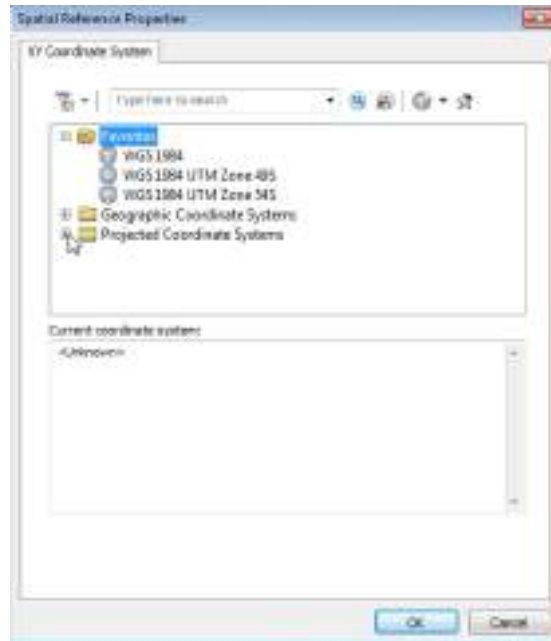 Spatial Reference Properties
XY Coordinate System
Type here to search
Favorites
WGS 1984
WGS 1984 UTM Zone 49S
WGS 1984 UTM Zone 54S
Geographic Coordinate Systems
Projected Coordinate Systems
Current coordinate system:
<Unknown>
OK
Cancel